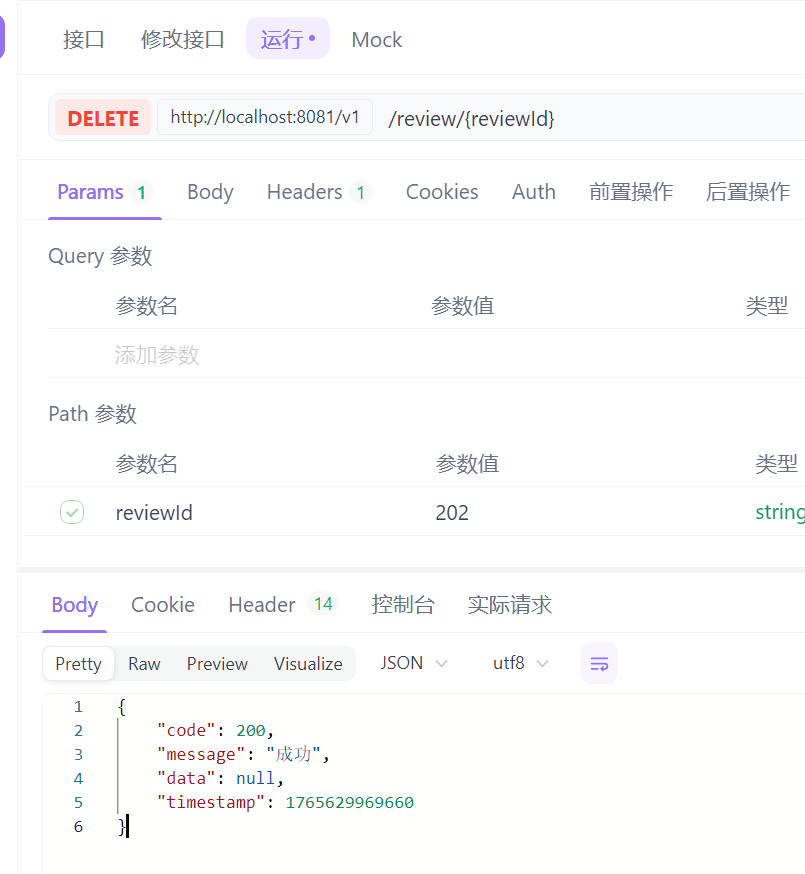 接口 修改接口 运行 Mock
DELETE http://localhost:8081/v1 /review/{reviewId}
Params 1 Body Headers 1 Cookies Auth 前置操作 后置操作
Query 参数
参数名 参数值 类型
添加参数
Path 参数
参数名 参数值 类型
reviewId 202 string
Body Cookie Header 14 控制台 实际请求
Pretty Raw Preview Visualize JSON utf8
1 {
2 "code": 200,
3 "message": "成功",
4 "data": null,
5 "timestamp": 1765629969660
6 }